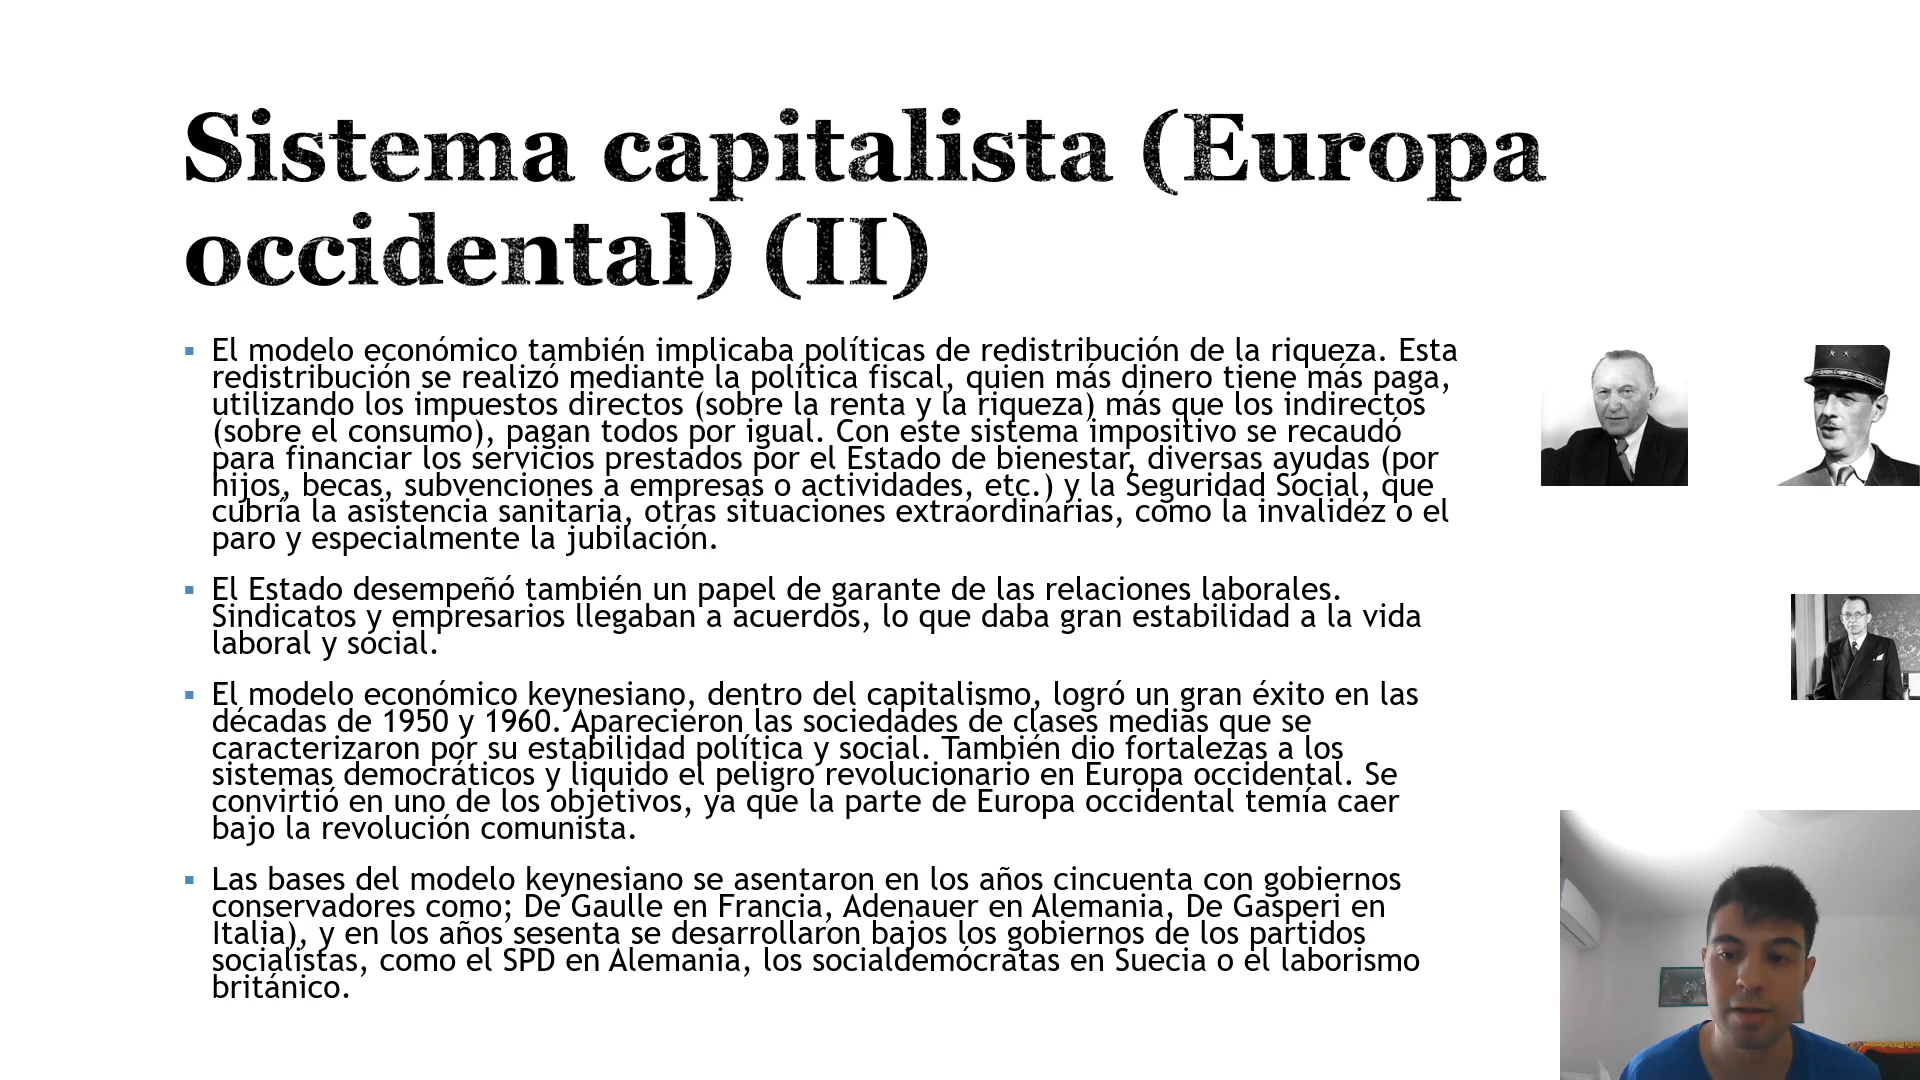 Sistema capitalista (Europa
occidental) (II)
El modelo económico también implicaba políticas de redistribución de la riqueza. Esta
redistribución se realizó mediante la política fiscal, quien más dinero tiene más paga,
utilizando los impuestos directos (sobre la renta y la riqueza) más que los indirectos
(sobre el consumo), pagan todos por igual. Con este sistema impositivo se recaudó
para financiar los servicios prestados por el Estado de bienestar, diversas ayudas (por
hijos, becas, subvenciones a empresas o actividades, etc.) y la Seguridad Social, que
cubría la asistencia sanitaria, otras situaciones extraordinarias, como la invalidez o el
paro y especialmente la jubilación.
El Estado desempeñó también un papel de garante de las relaciones laborales.
Sindicatos y empresarios llegaban a acuerdos, lo que daba gran estabilidad a la vida
laboral y social.
El modelo económico keynesiano, dentro del capitalismo, logró un gran éxito en las
décadas de 1950 y 1960. Aparecieron las sociedades de clases medias que se
caracterizaron por su estabilidad política y social. También dio fortalezas a los
sistemas democráticos y liquido el peligro revolucionario en Europa occidental. Se
convirtió en uno de los objetivos, ya que la parte de Europa occidental temía caer
bajo la revolución comunista.
Las bases del modelo keynesiano se asentaron en los años cincuenta con gobiernos
conservadores como; De Gaulle en Francia, Adenauer en Alemania, De Gasperi en
Italia), y en los años sesenta se desarrollaron bajos los gobiernos de los partidos
socialistas, como el SPD en Alemania, los socialdemócratas en Suecia o el laborismo
británico.